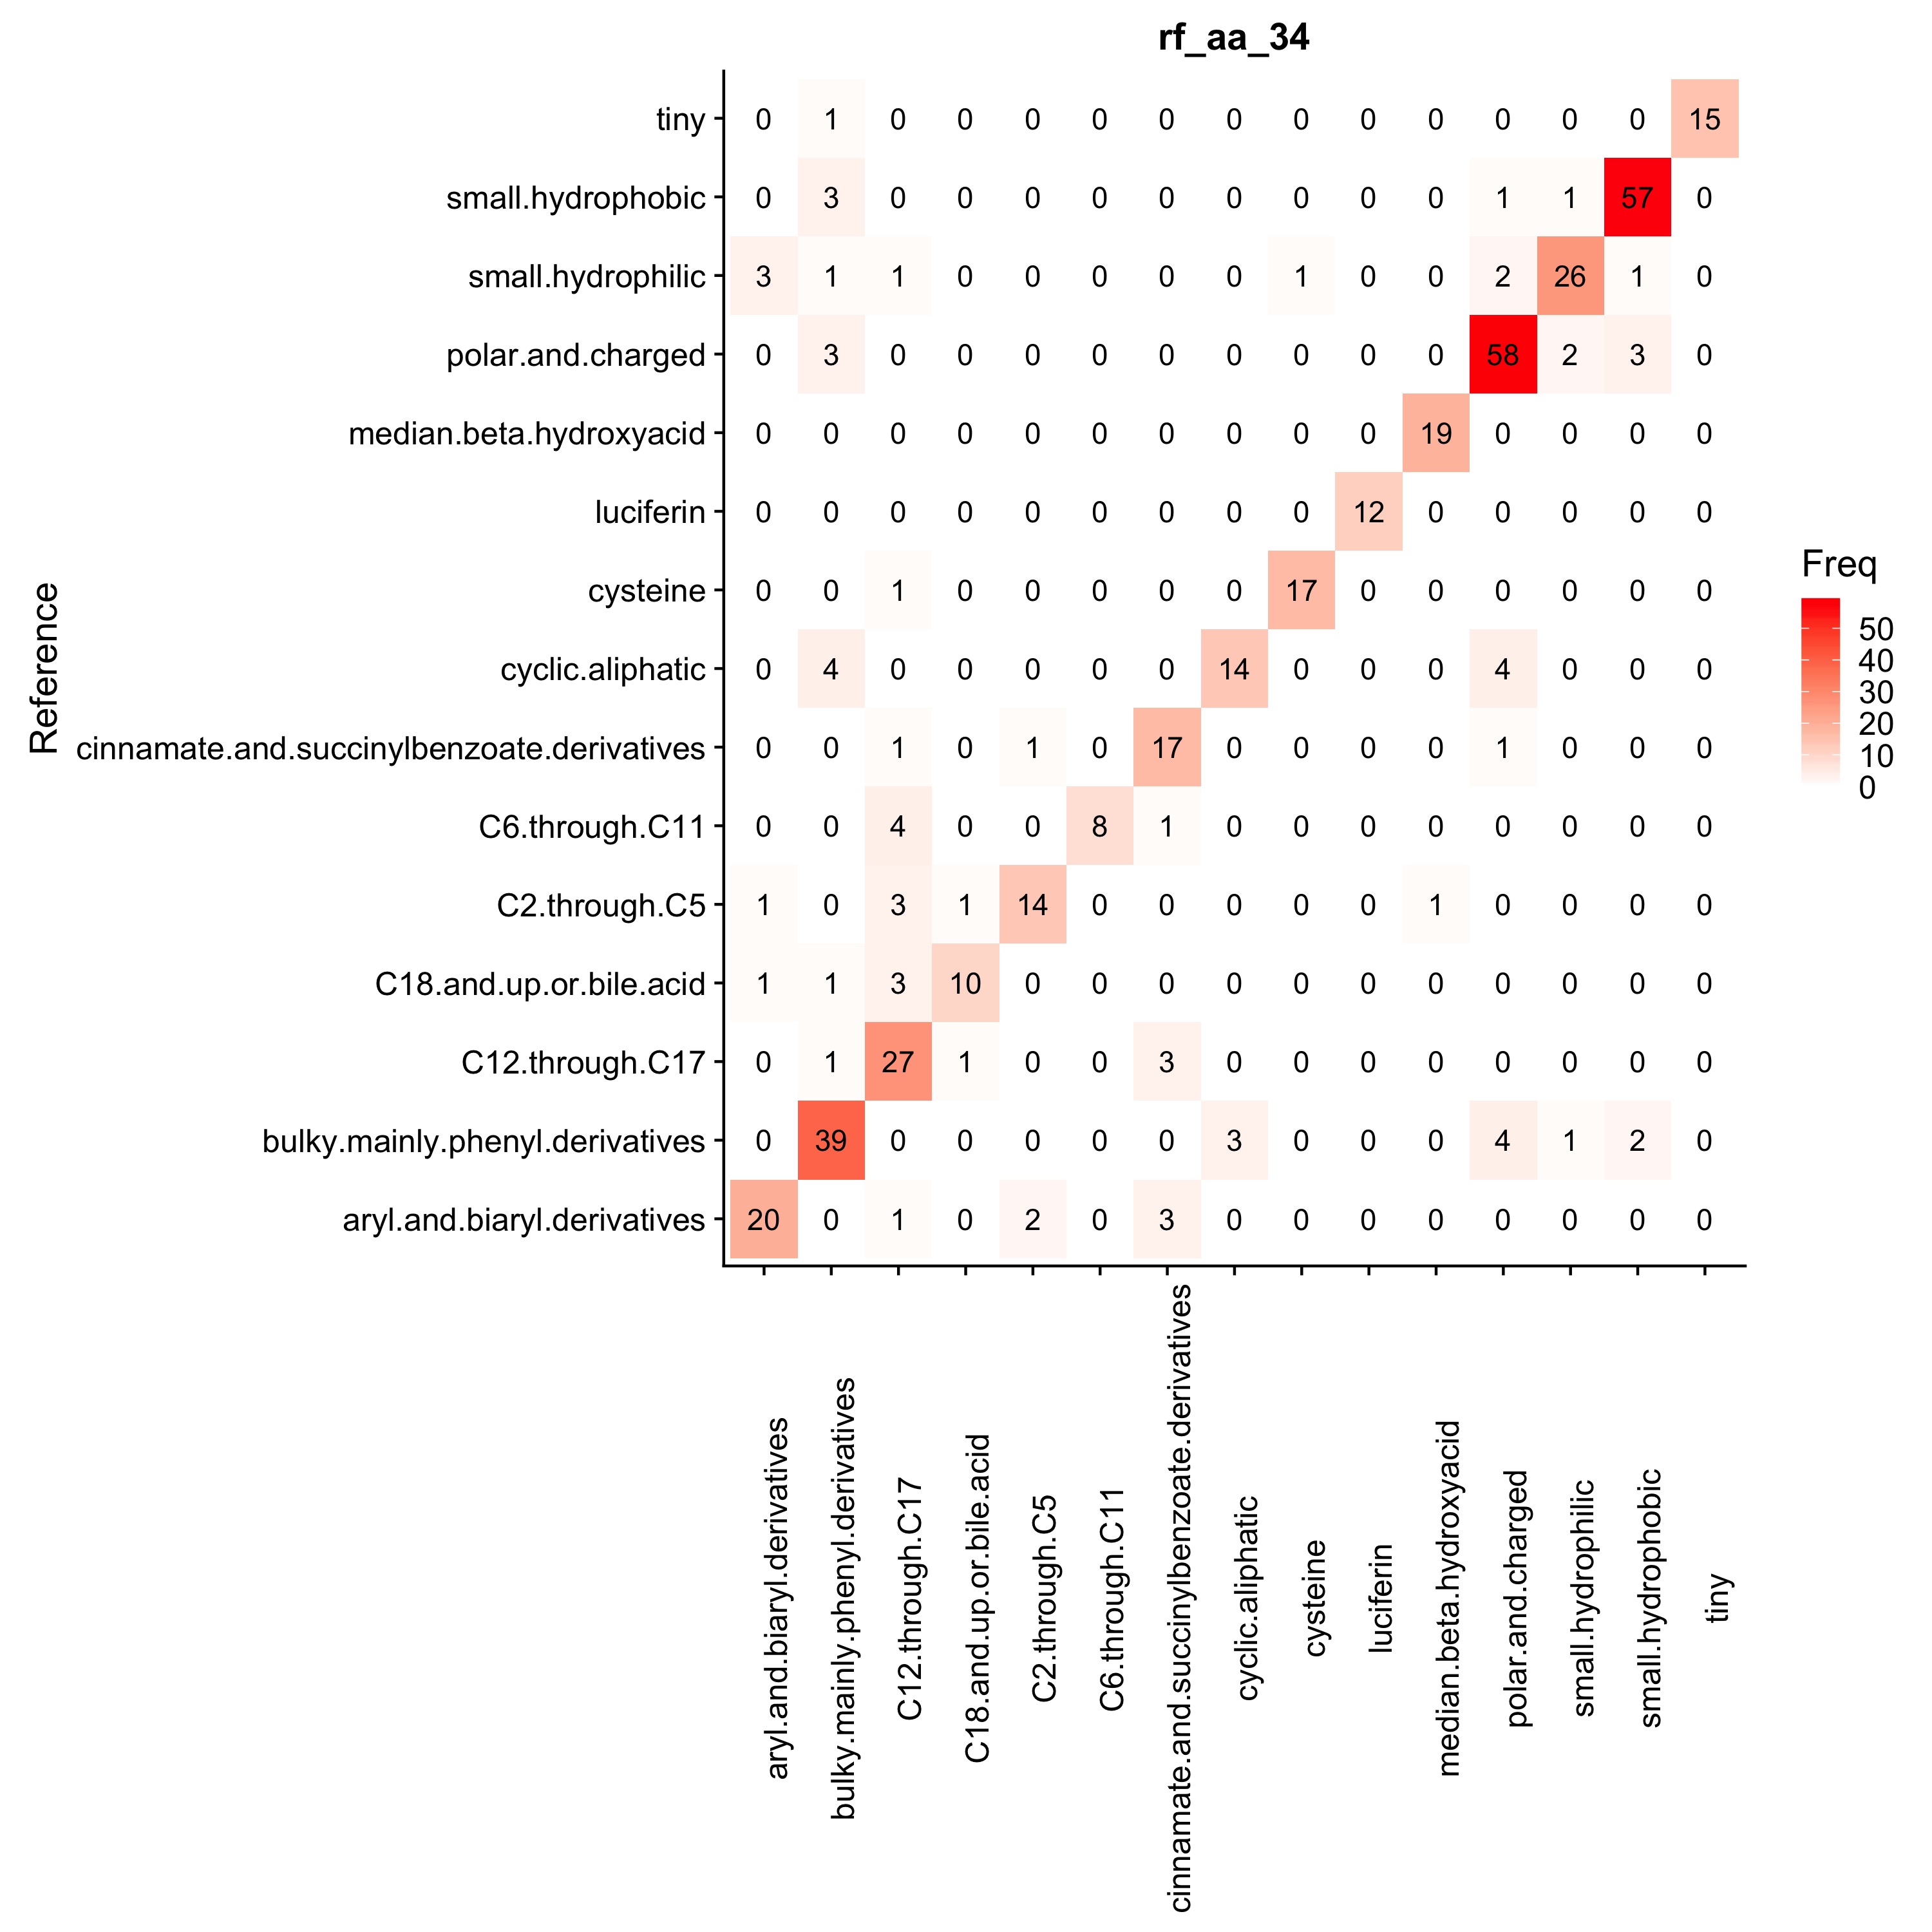 rf_aa_34
tiny 0 1 0 0 0 0 0 0 0 0 0 0 0 0 15
small.hydrophobic 0 3 0 0 0 0 0 0 0 0 0 1 1 57 0
small.hydrophilic 3 1 1 0 0 0 0 0 1 0 0 2 26 1 0
polar.and.charged 0 3 0 0 0 0 0 0 0 0 0 58 2 3 0
median.beta.hydroxyacid 0 0 0 0 0 0 0 0 0 0 19 0 0 0 0
luciferin 0 0 0 0 0 0 0 0 0 12 0 0 0 0 0
cysteine 0 0 1 0 0 0 0 0 17 0 0 0 0 0 0
cyclic.aliphatic 0 4 0 0 0 0 0 14 0 0 0 4 0 0 0
cinnamate.and.succinylbenzoate.derivatives 0 0 1 0 1 0 17 0 0 0 0 1 0 0 0
C6.through.C11 0 0 4 0 0 8 1 0 0 0 0 0 0 0 0
C2.through.C5 1 0 3 1 14 0 0 0 0 0 1 0 0 0 0
C18.and.up.or.bile.acid 1 1 3 10 0 0 0 0 0 0 0 0 0 0 0
C12.through.C17 0 1 27 1 0 0 3 0 0 0 0 0 0 0 0
bulky.mainly.phenyl.derivatives 0 39 0 0 0 0 0 3 0 0 0 4 1 2 0
aryl.and.biaryl.derivatives 20 0 1 0 2 0 3 0 0 0 0 0 0 0 0
Reference
aryl.and.biaryl.derivatives
bulky.mainly.phenyl.derivatives
C12.through.C17
C18.and.up.or.bile.acid
C2.through.C5
C6.through.C11
cinnamate.and.succinylbenzoate.derivatives
cyclic.aliphatic
cysteine
luciferin
median.beta.hydroxyacid
polar.and.charged
small.hydrophilic
small.hydrophobic
tiny
Freq
50
40
30
20
10
0